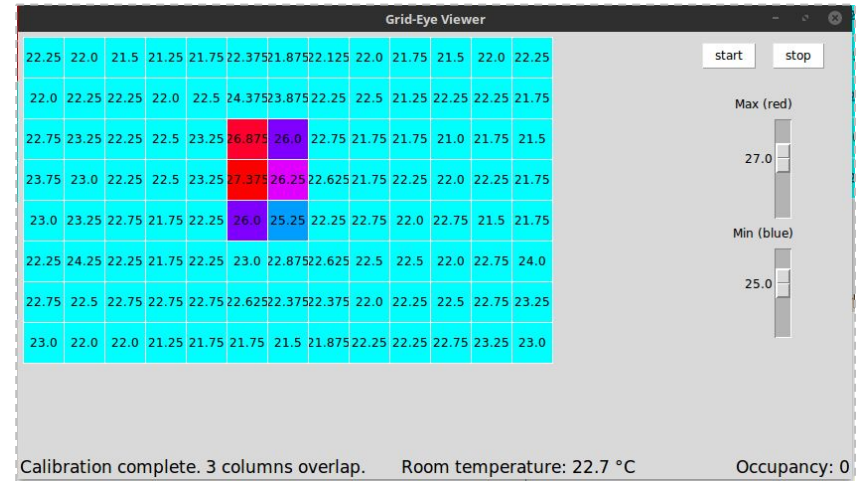 Grid-Eye Viewer
22.25 22.0 21.5 21.25 21.75 22.375 21.875 22.125 22.0 21.75 21.5 22.0 22.25
22.0 22.25 22.25 22.0 22.5 24.375 23.875 22.25 22.5 21.25 22.25 22.25 21.75
22.75 23.25 22.25 22.5 23.25 26.875 26.0 22.75 21.75 21.75 21.0 21.75 21.5
23.75 23.0 22.25 22.5 23.25 27.375 26.25 22.625 21.75 22.25 22.0 22.25 21.75
23.0 23.25 22.75 21.75 22.25 26.0 25.25 22.25 22.75 22.0 22.75 21.5 21.75
22.25 24.25 22.25 21.75 22.25 23.0 22.875 22.625 22.5 22.5 22.0 22.75 24.0
22.75 22.5 22.75 22.75 22.75 22.625 22.375 22.375 22.0 22.25 22.5 22.75 23.25
23.0 22.0 22.0 21.25 21.75 21.75 21.5 21.875 22.25 22.25 22.75 23.25 23.0
start stop
Max (red)
27.0
Min (blue)
25.0
Calibration complete. 3 columns overlap. Room temperature: 22.7 °C Occupancy: 0